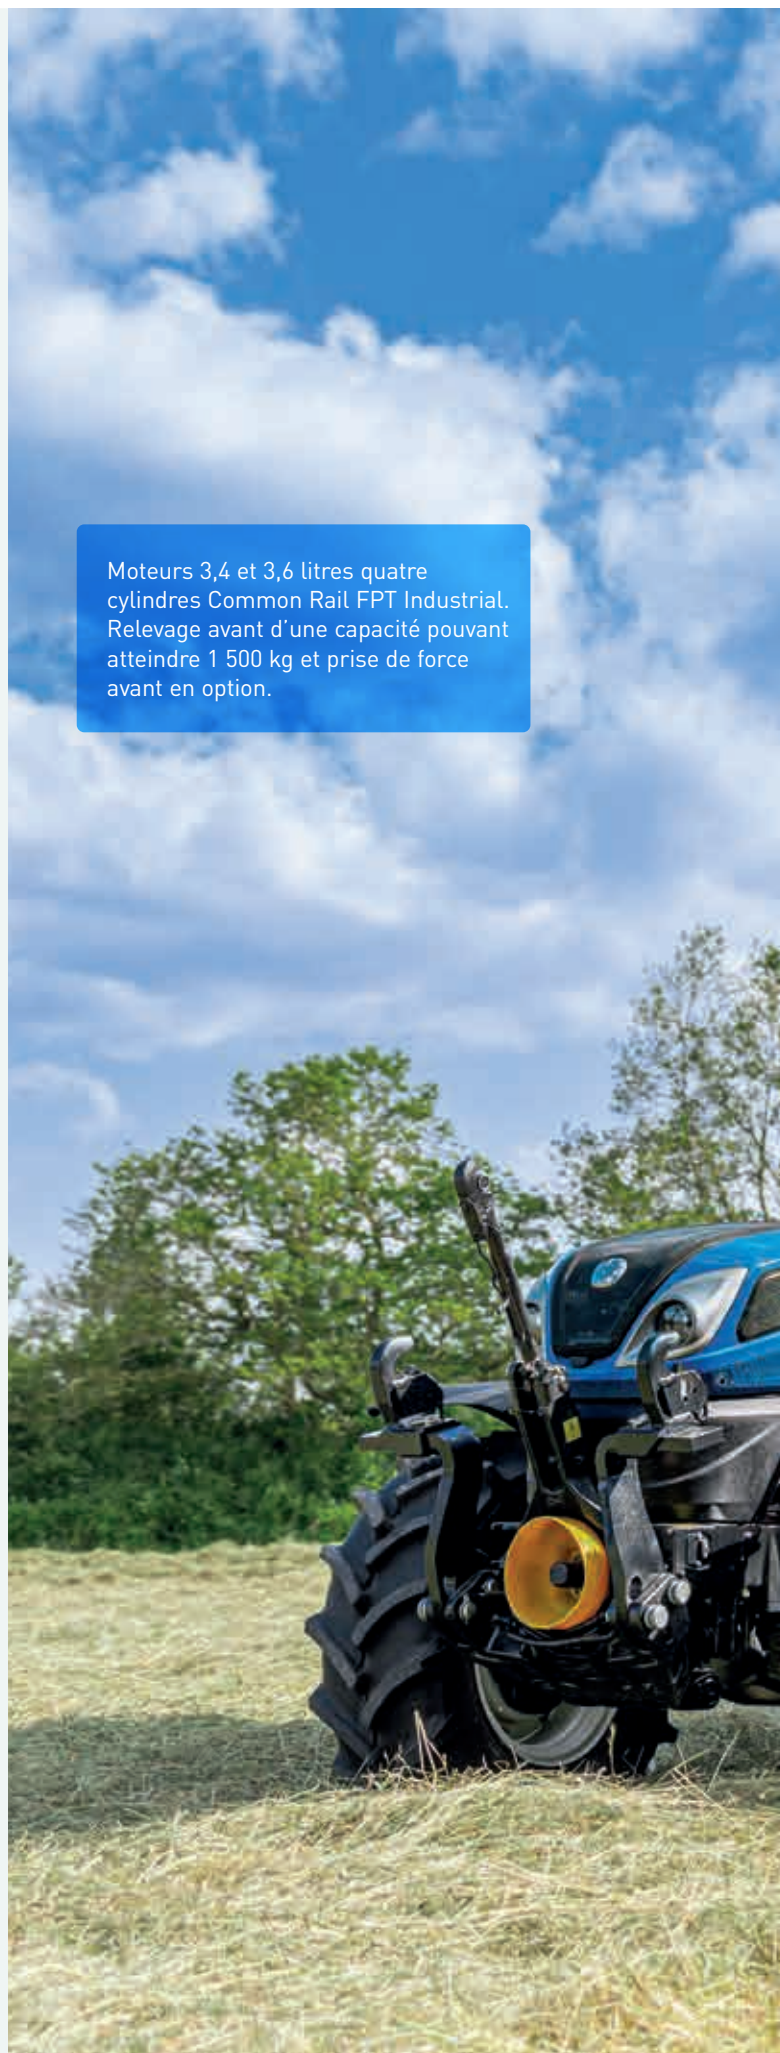 Moteurs 3,4 et 3,6 litres quatre
cylindres Common Rail FPT Industrial.
Relevage avant d’une capacité pouvant
atteindre 1 500 kg et prise de force
avant en option.